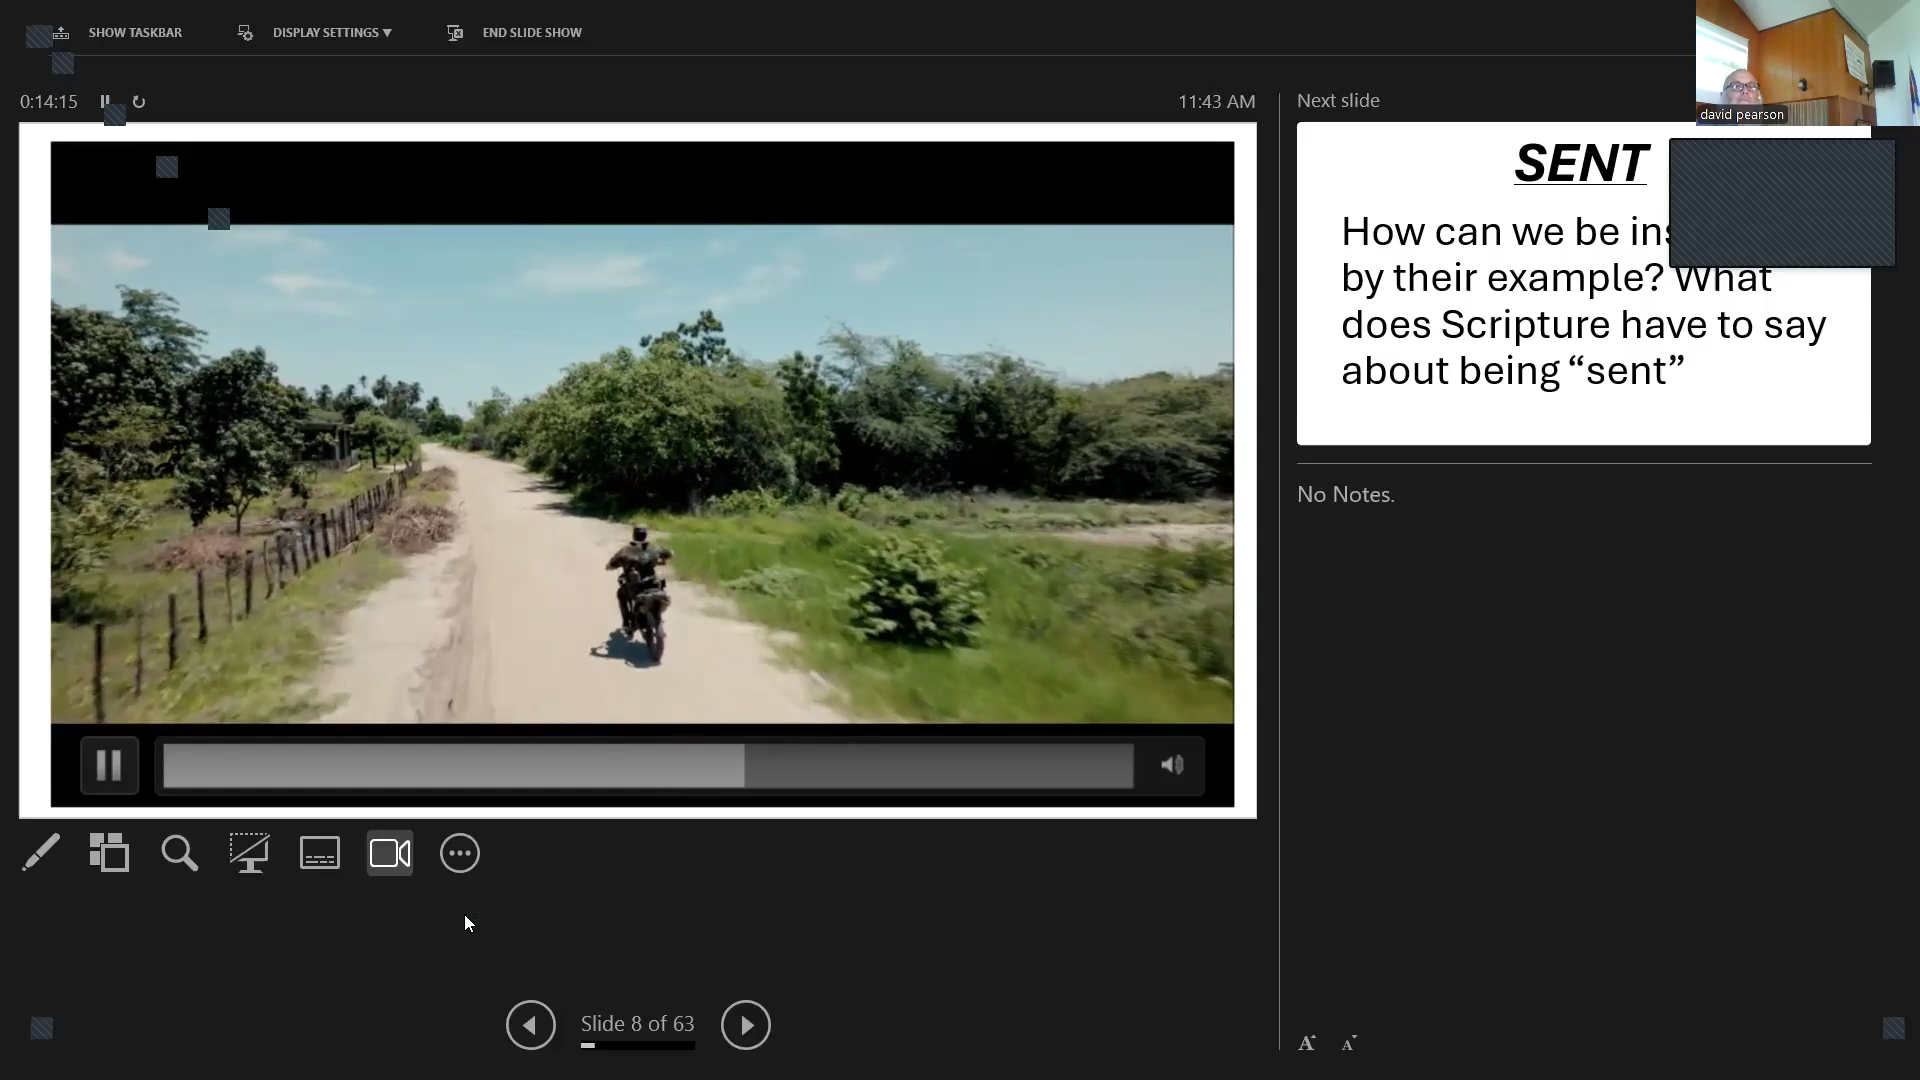 SHOW TASKBAR
DISPLAY SETTINGS ▼
END SLIDE SHOW
0:14:15
11:43 AM
Next slide
david pearson
SENT
How can we be
by their example? What
does Scripture have to say
about being “sent”
No Notes.
Slide 8 of 63
A A